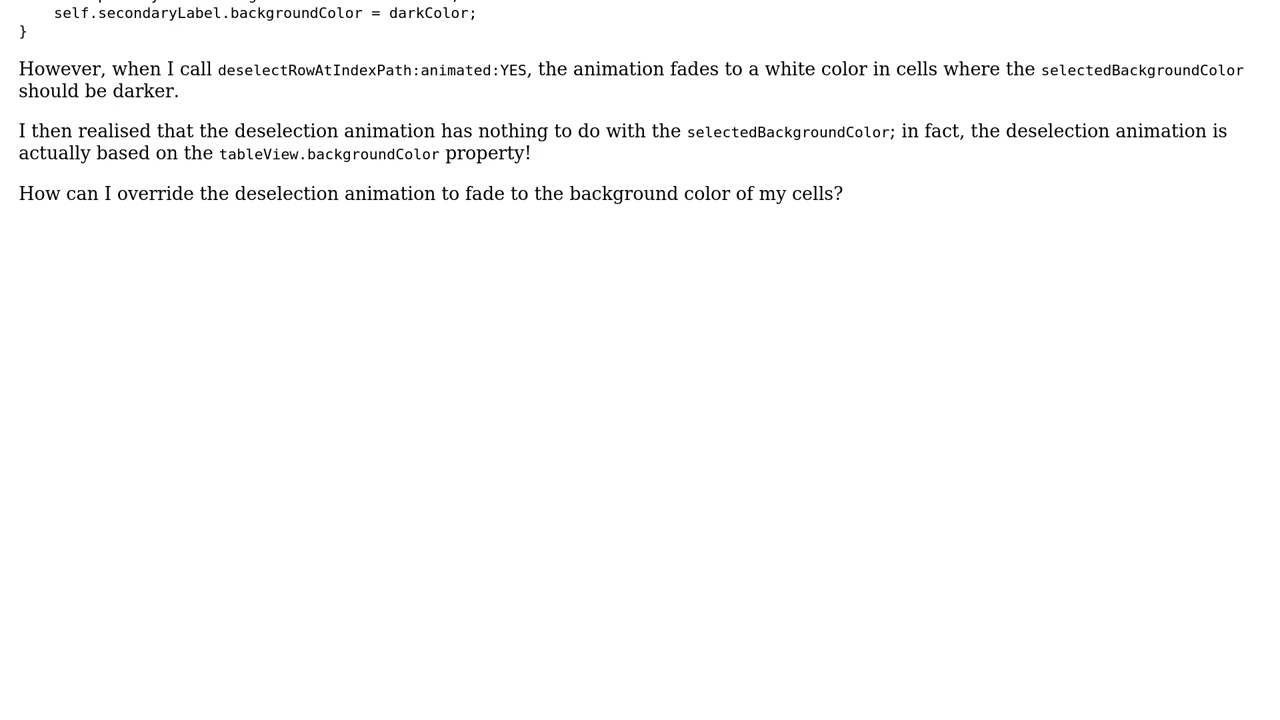 self.secondaryLabel.backgroundColor = darkColor;
}
However, when I call deselectRowAtIndexPath:animated:YES, the animation fades to a white color in cells where the selectedBackgroundColor
should be darker.
I then realised that the deselection animation has nothing to do with the selectedBackgroundColor; in fact, the deselection animation is
actually based on the tableView.backgroundColor property!
How can I override the deselection animation to fade to the background color of my cells?